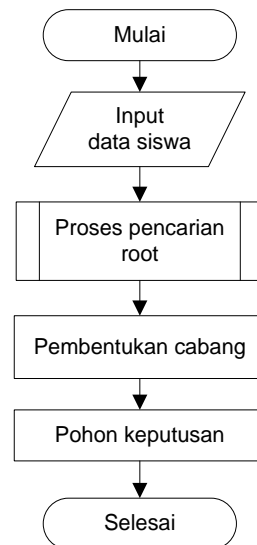 Mulai
Input
data siswa
Proses pencarian
root
Pembentukan cabang
Pohon keputusan
Selesai